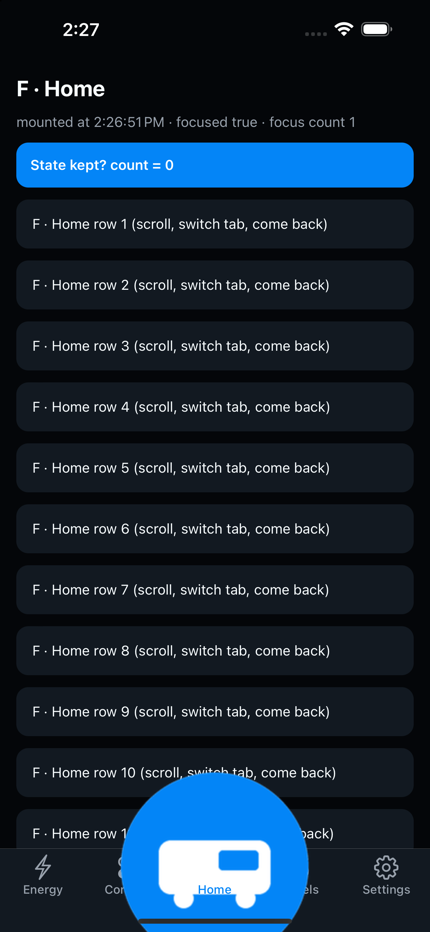 2:27
F · Home
mounted at 2:26:51 PM · focused true · focus count 1
State kept? count = 0
F · Home row 1 (scroll, switch tab, come back)
F · Home row 2 (scroll, switch tab, come back)
F · Home row 3 (scroll, switch tab, come back)
F · Home row 4 (scroll, switch tab, come back)
F · Home row 5 (scroll, switch tab, come back)
F · Home row 6 (scroll, switch tab, come back)
F · Home row 7 (scroll, switch tab, come back)
F · Home row 8 (scroll, switch tab, come back)
F · Home row 9 (scroll, switch tab, come back)
F · Home row 10 (scroll, switch tab, come back)
F · Home row back)
Energy Home Settings